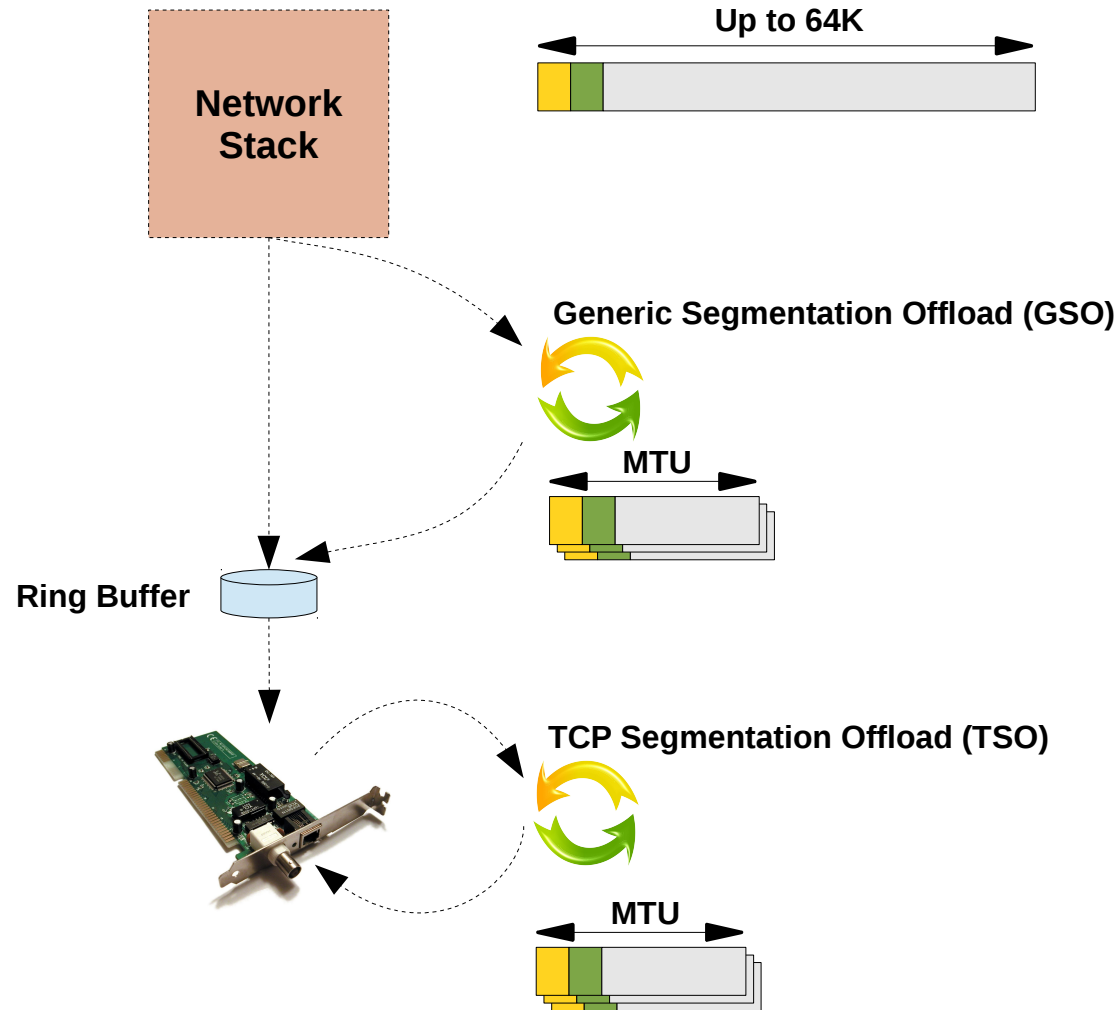 Up to 64K
Network
Stack
Generic Segmentation Offload (GSO)
MTU
Ring Buffer
TCP Segmentation Offload (TSO)
MTU